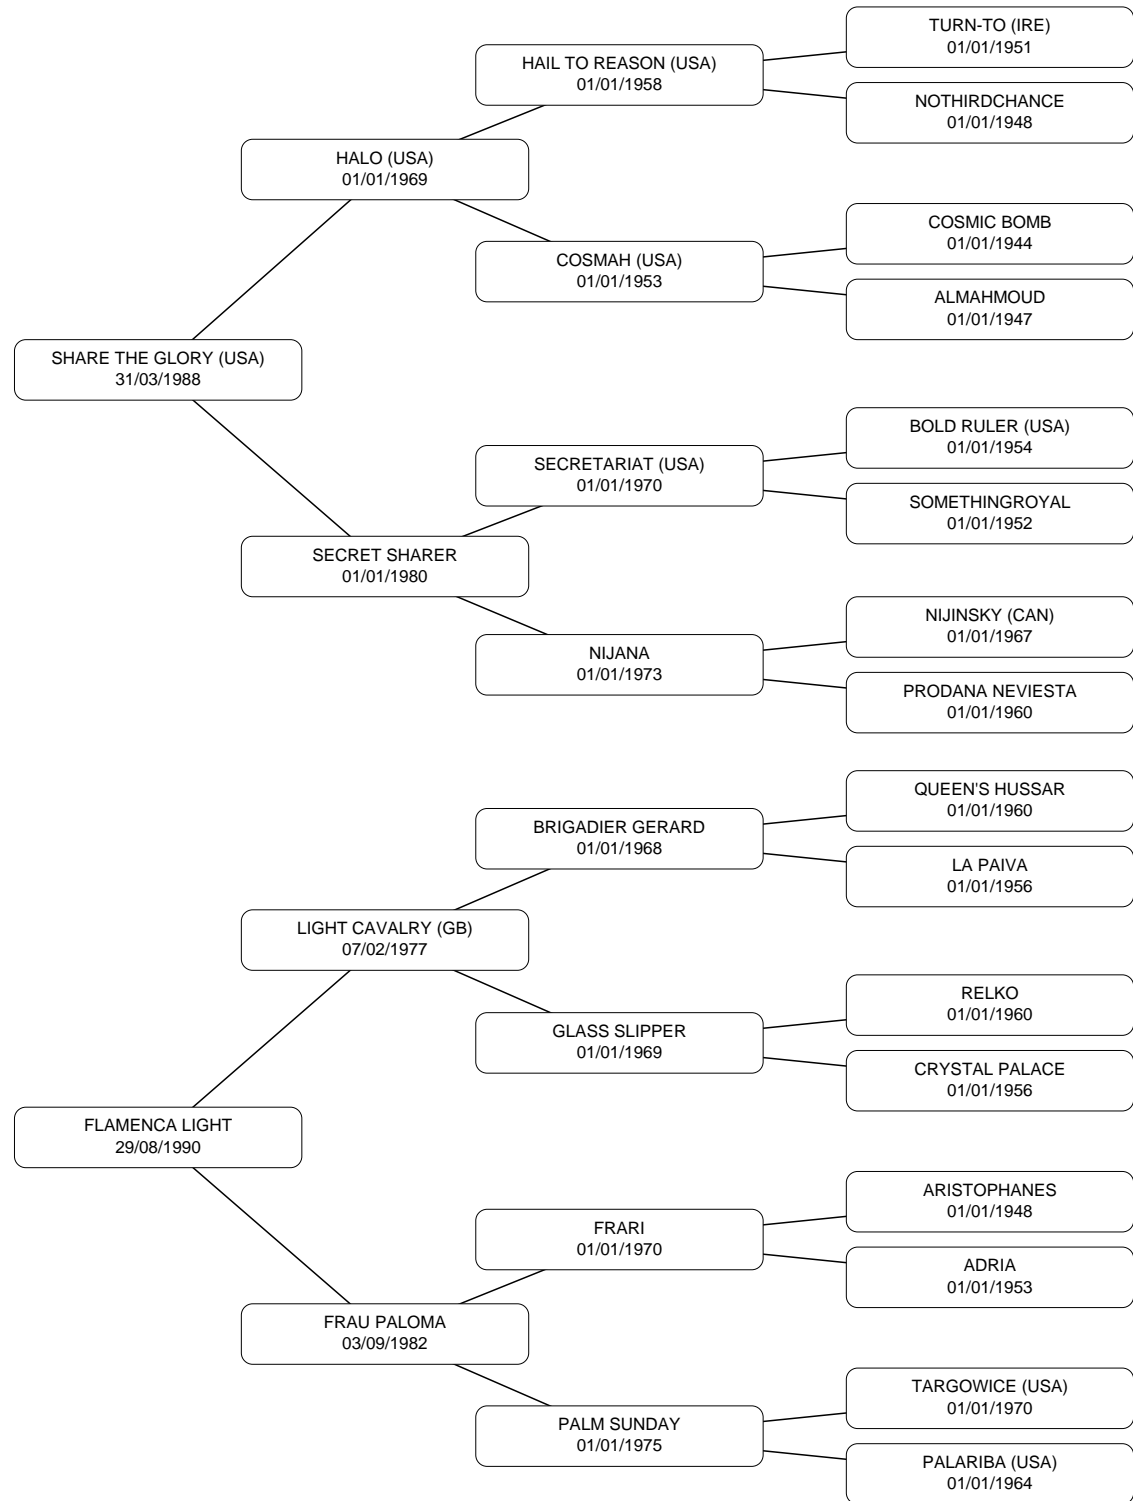 TURN-TO (IRE)
01/01/1951
HAIL TO REASON (USA)
01/01/1958
NOTHIRDCHANCE
01/01/1948
HALO (USA)
01/01/1969
COSMIC BOMB
01/01/1944
COSMAH (USA)
01/01/1953
ALMAHMOUD
01/01/1947
SHARE THE GLORY (USA)
31/03/1988
BOLD RULER (USA)
01/01/1954
SECRETARIAT (USA)
01/01/1970
SOMETHINGROYAL
01/01/1952
SECRET SHARER
01/01/1980
NIJINSKY (CAN)
01/01/1967
NIJANA
01/01/1973
PRODANA NEVIESTA
01/01/1960
QUEEN'S HUSSAR
01/01/1960
BRIGADIER GERARD
01/01/1968
LA PAIVA
01/01/1956
LIGHT CAVALRY (GB)
07/02/1977
RELKO
01/01/1960
GLASS SLIPPER
01/01/1969
CRYSTAL PALACE
01/01/1956
FLAMENCA LIGHT
29/08/1990
ARISTOPHANES
01/01/1948
FRARI
01/01/1970
ADRIA
01/01/1953
FRAU PALOMA
03/09/1982
TARGOWICE (USA)
01/01/1970
PALM SUNDAY
01/01/1975
PALARIBA (USA)
01/01/1964